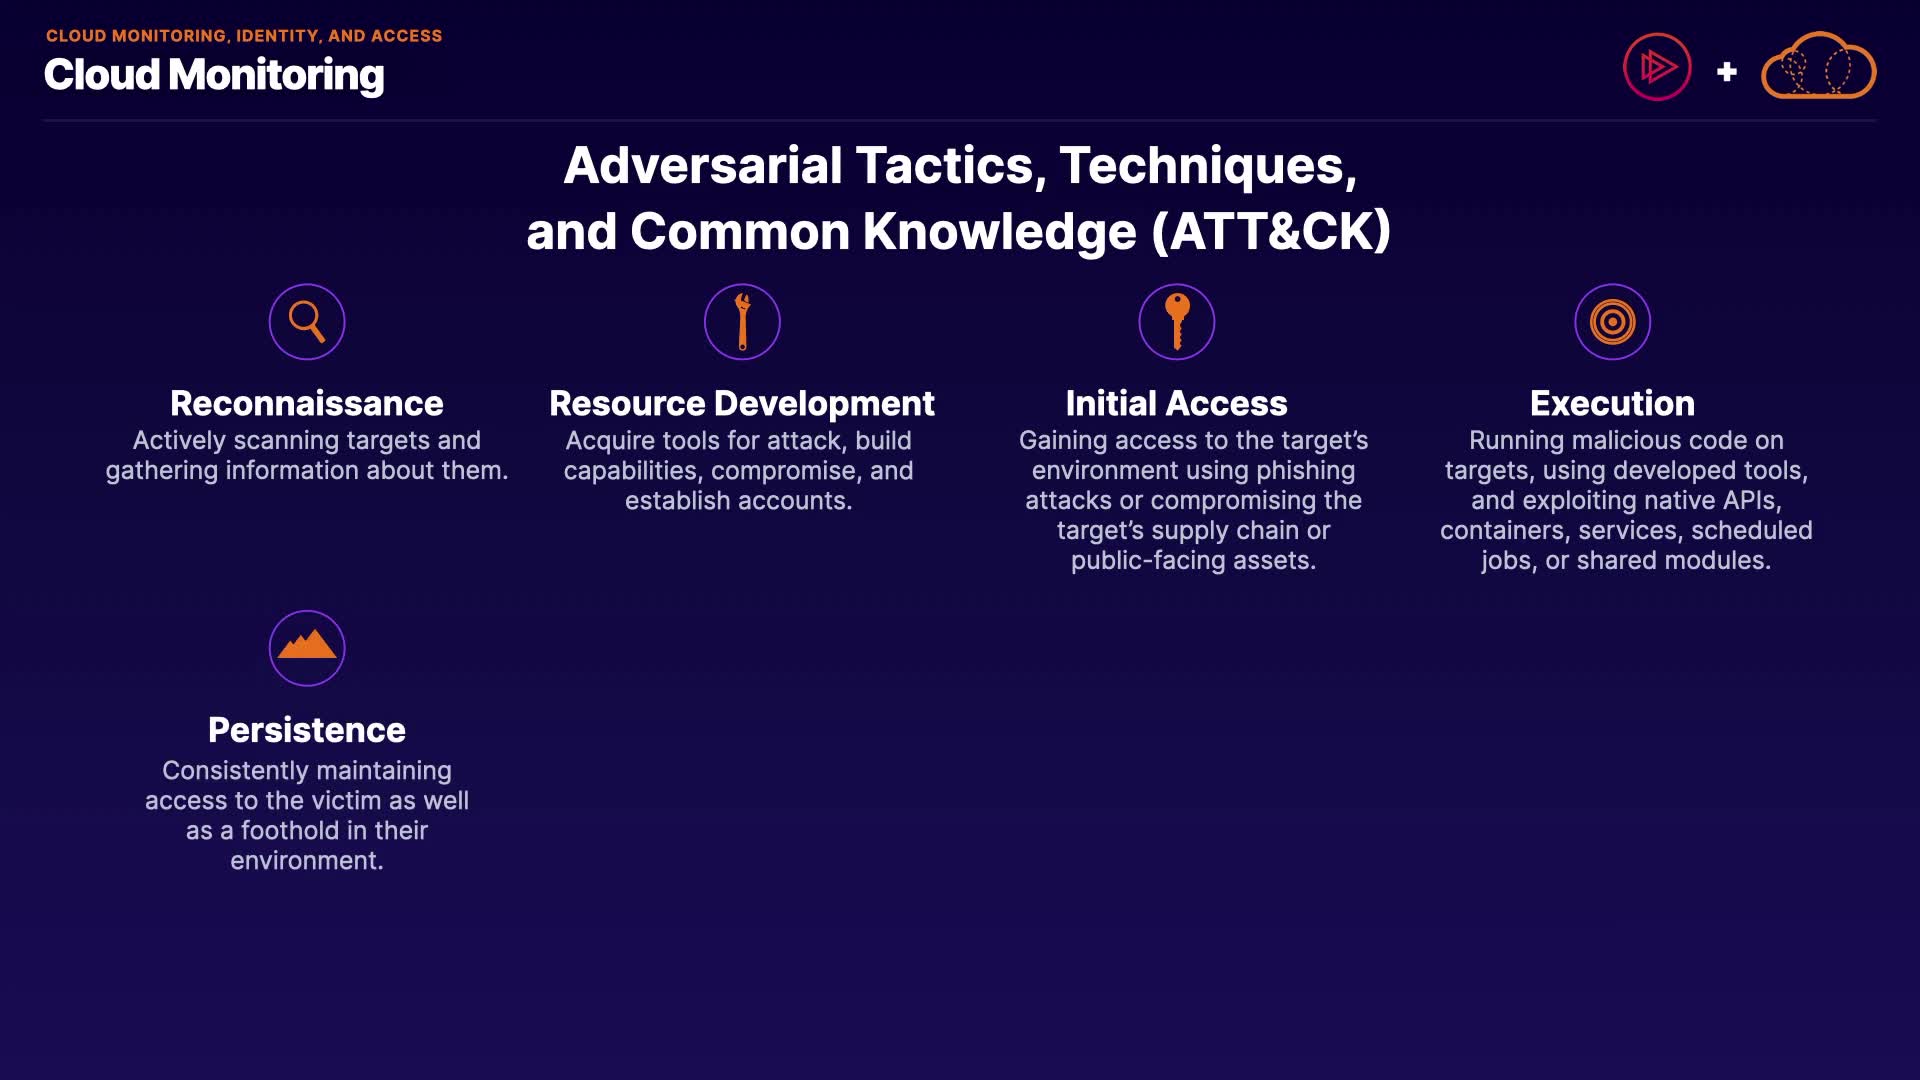 CLOUD MONITORING, IDENTITY, AND ACCESS
Cloud Monitoring
Adversarial Tactics, Techniques,
and Common Knowledge (ATT&CK)
Reconnaissance
Actively scanning targets and
gathering information about them.
Resource Development
Acquire tools for attack, build
capabilities, compromise, and
establish accounts.
Initial Access
Gaining access to the target’s
environment using phishing
attacks or compromising the
target’s supply chain or
public-facing assets.
Execution
Running malicious code on
targets, using developed tools,
and exploiting native APIs,
containers, services, scheduled
jobs, or shared modules.
Persistence
Consistently maintaining
access to the victim as well
as a foothold in their
environment.